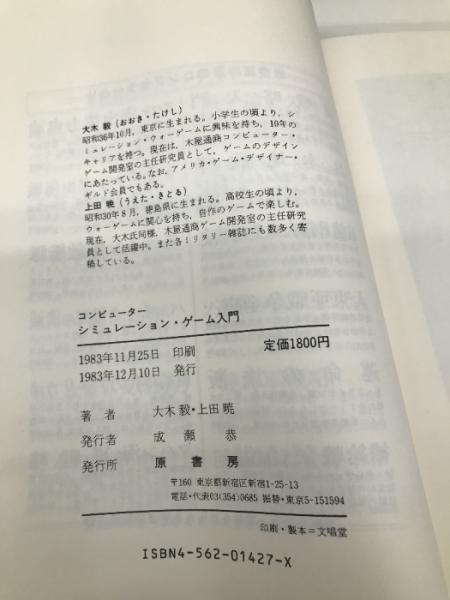 大木 毅（おおき・たけし）
昭和36年10月，東京に生まれる。小学生の頃より，シ
ミュレーション・ウォーゲームに興味を持ち，10年の
キャリアを持つ。現在は，木屋通商コンピューター・
ゲーム開発室の主任研究員として，ゲームのデザイン
にあたっている。なお，アメリカ・ゲーム・デザイナー・
ギルド会員でもある。
上田 暁（うえた・さとる）
昭和30年8月，徳島県に生まれる。高校生の頃より，
ウォーゲームに関心を持ち，自作のゲームで楽しむ。
現在，大木氏同様，木屋通商ゲーム開発室の主任研究
員として活躍中。また各ミリタリー雑誌にも数多く寄
稿している。
コンピューター
シミュレーション・ゲーム入門
1983年11月25日 印刷 定価1800円
1983年12月10日 発行
著 者 大木 毅・上田 暁
発行者 成 瀬 恭
発行所 原 書 房
〒160 東京都新宿区新宿1-25-13
電話・代表03(354)0685 振替・東京5-151594
印刷・製本＝文唱堂
ISBN4-562-01427-X